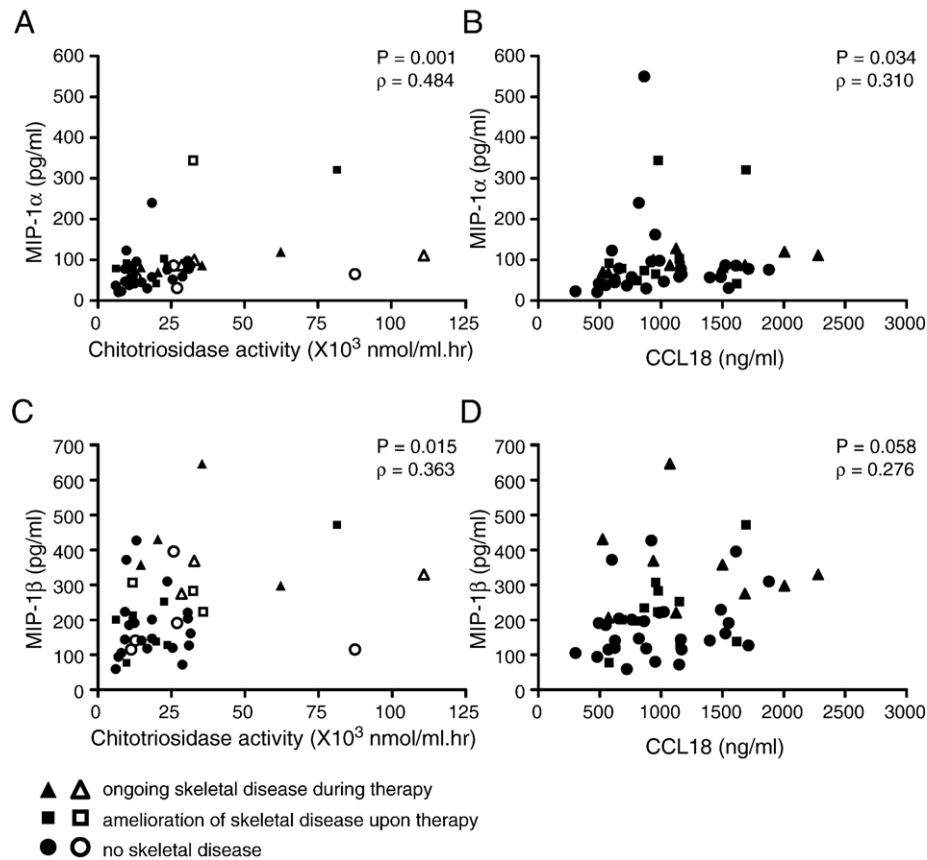 A
P = 0.001
ρ = 0.484
MIP-1α (pg/ml)
600
500
400
300
200
100
0
0 25 50 75 100 125
Chitotriosidase activity (X10³ nmol/ml.hr)
B
P = 0.034
ρ = 0.310
MIP-1α (pg/ml)
600
500
400
300
200
100
0
0 500 1000 1500 2000 2500 3000
CCL18 (ng/ml)
C
P = 0.015
ρ = 0.363
MIP-1β (pg/ml)
700
600
500
400
300
200
100
0
0 25 50 75 100 125
Chitotriosidase activity (X10³ nmol/ml.hr)
D
P = 0.058
ρ = 0.276
MIP-1β (pg/ml)
700
600
500
400
300
200
100
0
0 500 1000 1500 2000 2500 3000
CCL18 (ng/ml)
ongoing skeletal disease during therapy
amelioration of skeletal disease upon therapy
no skeletal disease